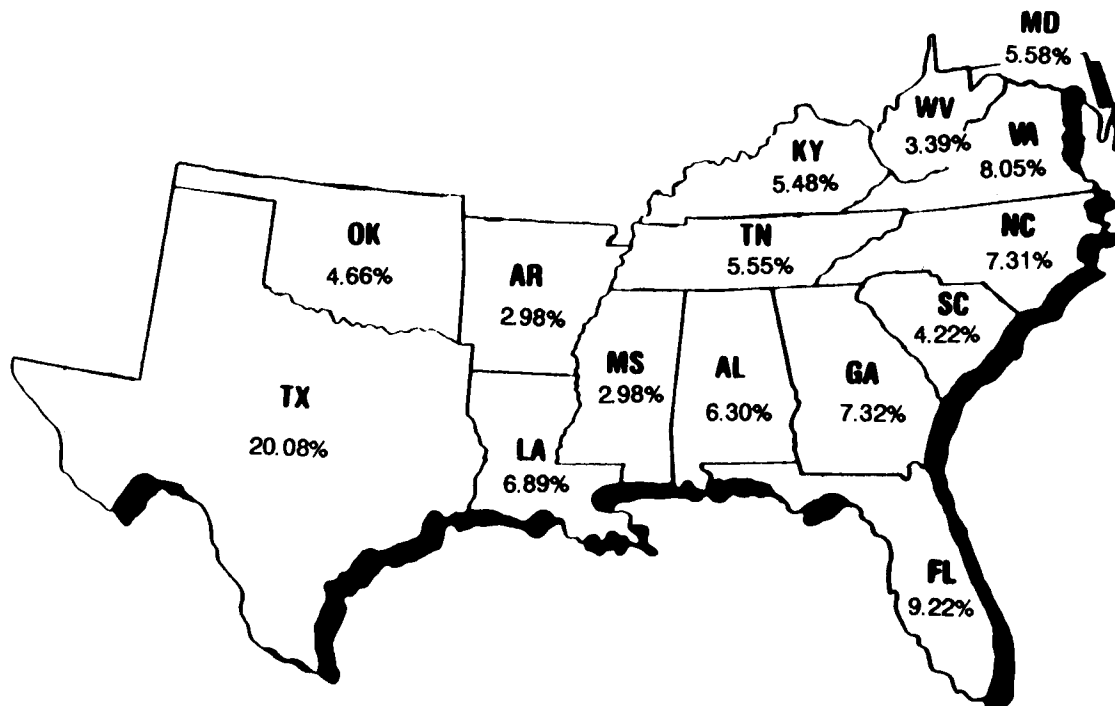 MD
5.58%
WV
3.39%
VA
8.05%
KY
5.48%
OK
4.66%
AR
2.98%
TN
5.55%
NC
7.31%
SC
4.22%
TX
20.08%
LA
6.89%
MS
2.98%
AL
6.30%
GA
7.32%
FL
9.22%